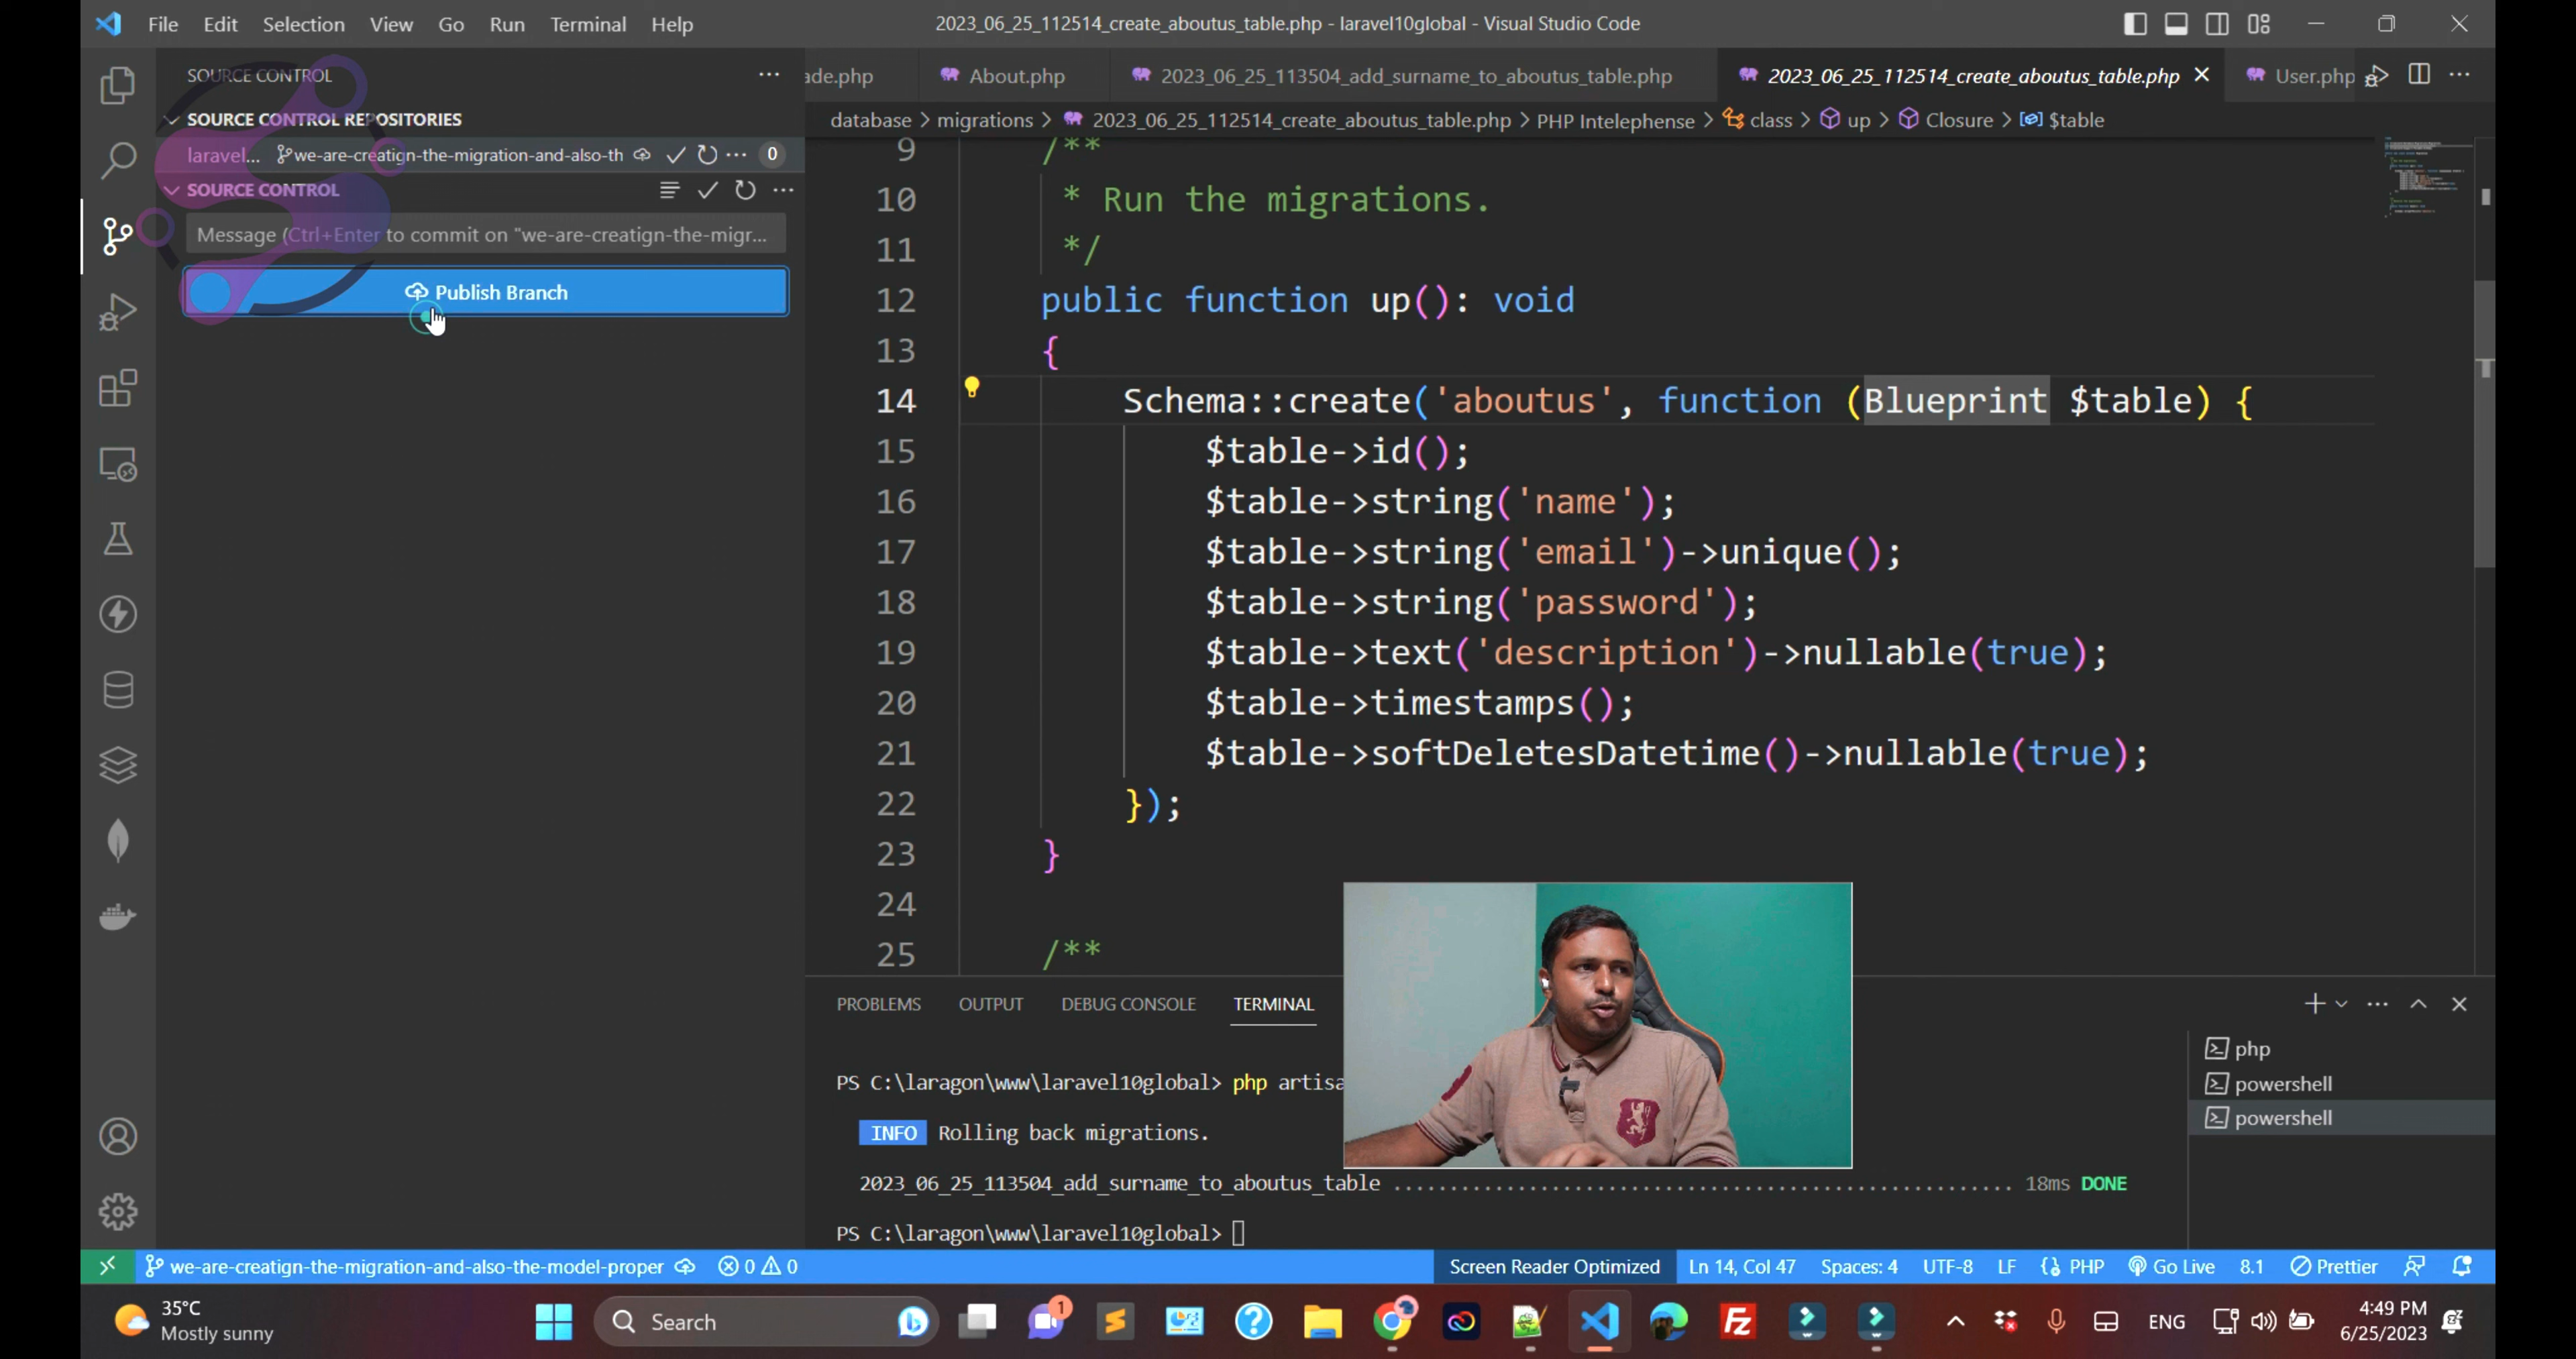 File Edit Selection View Go Run Terminal Help
2023_06_25_112514_create_aboutus_table.php - laravel10global - Visual Studio Code
SOURCE CONTROL
SOURCE CONTROL REPOSITORIES
laravel... we-are-creatign-the-migration-and-also-th 0
SOURCE CONTROL
Message (Ctrl+Enter to commit on "we-are-creatign-the-migr...
Publish Branch
ade.php About.php 2023_06_25_113504_add_surname_to_aboutus_table.php 2023_06_25_112514_create_aboutus_table.php User.php
database > migrations > 2023_06_25_112514_create_aboutus_table.php > PHP Intelephense > class > up > Closure > $table
9 /**
10 * Run the migrations.
11 */
12 public function up(): void
13 {
14 Schema::create('aboutus', function (Blueprint $table) {
15 $table->id();
16 $table->string('name');
17 $table->string('email')->unique();
18 $table->string('password');
19 $table->text('description')->nullable(true);
20 $table->timestamps();
21 $table->softDeletesDatetime()->nullable(true);
22 });
23 }
24
25 /**
PROBLEMS OUTPUT DEBUG CONSOLE TERMINAL
PS C:\laragon\www\laravel10global> php artisa
INFO Rolling back migrations.
2023_06_25_113504_add_surname_to_aboutus_table ........................................................ 18ms DONE
PS C:\laragon\www\laravel10global>
php
powershell
powershell
we-are-creatign-the-migration-and-also-the-model-proper 0 0 Screen Reader Optimized Ln 14, Col 47 Spaces: 4 UTF-8 LF PHP Go Live 8.1 Prettier
35°C
Mostly sunny
Search
1
ENG
4:49 PM
6/25/2023